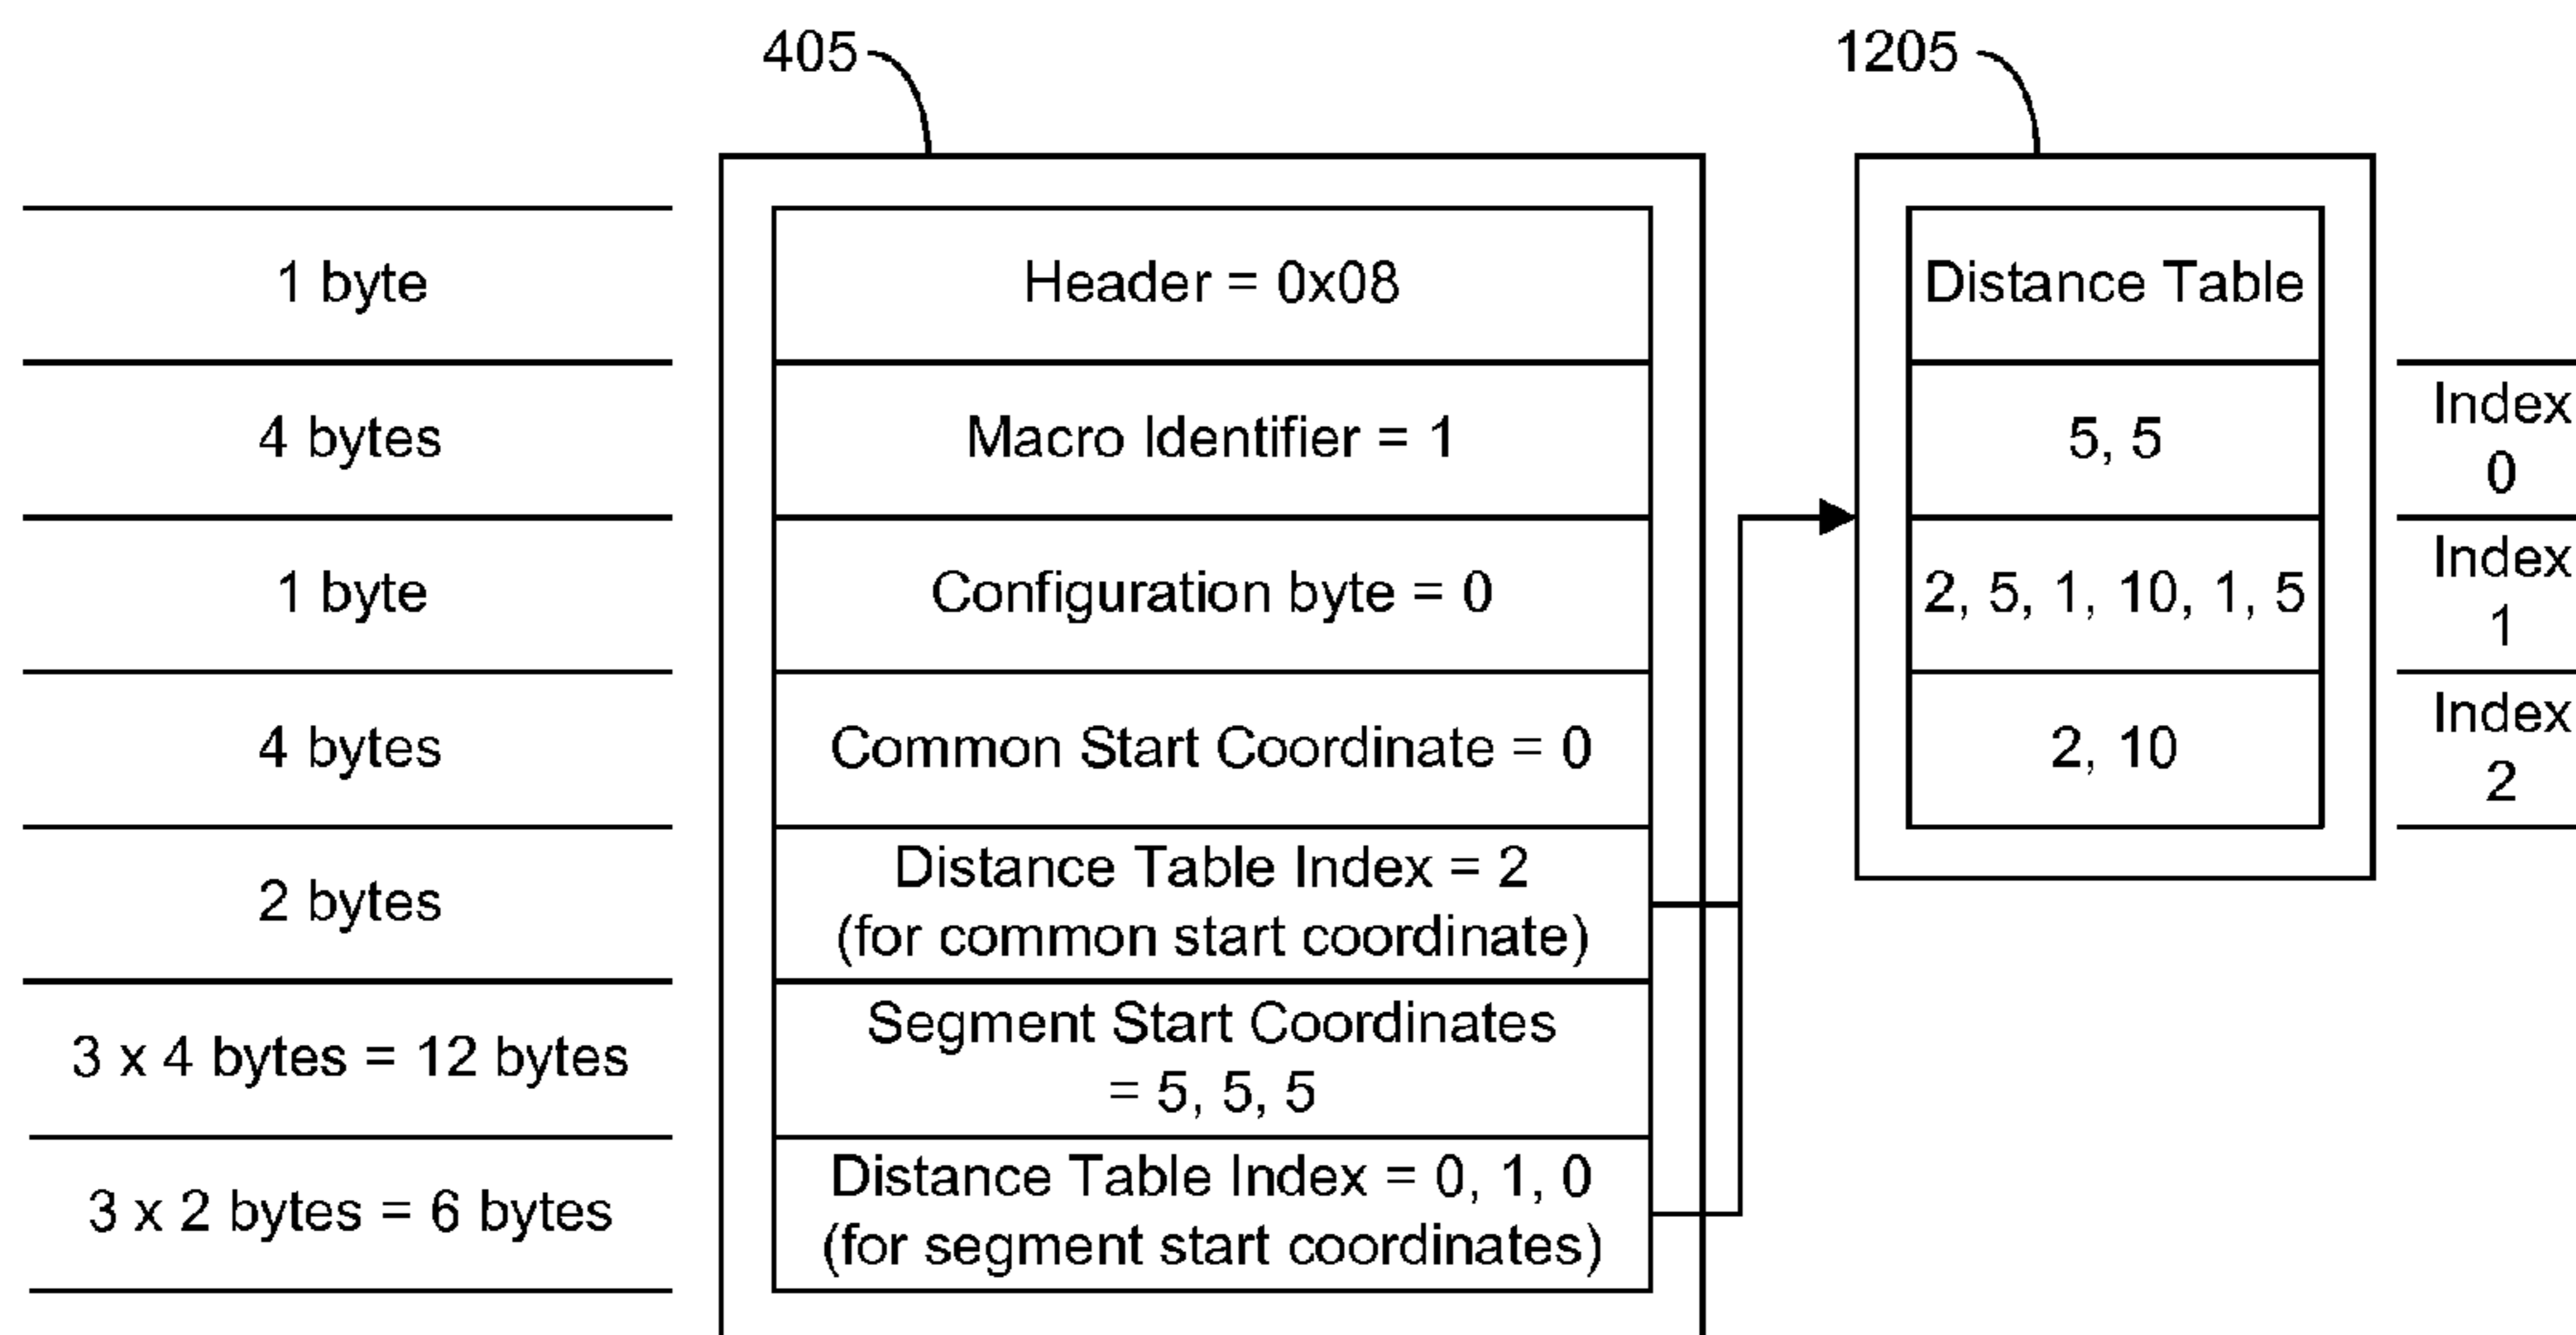 405
1205
1 byte
Header = 0x08
Distance Table
4 bytes
Macro Identifier = 1
5, 5
Index
0
1 byte
Configuration byte = 0
2, 5, 1, 10, 1, 5
Index
1
4 bytes
Common Start Coordinate = 0
2, 10
Index
2
2 bytes
Distance Table Index = 2
(for common start coordinate)
3 x 4 bytes = 12 bytes
Segment Start Coordinates
= 5, 5, 5
3 x 2 bytes = 6 bytes
Distance Table Index = 0, 1, 0
(for segment start coordinates)